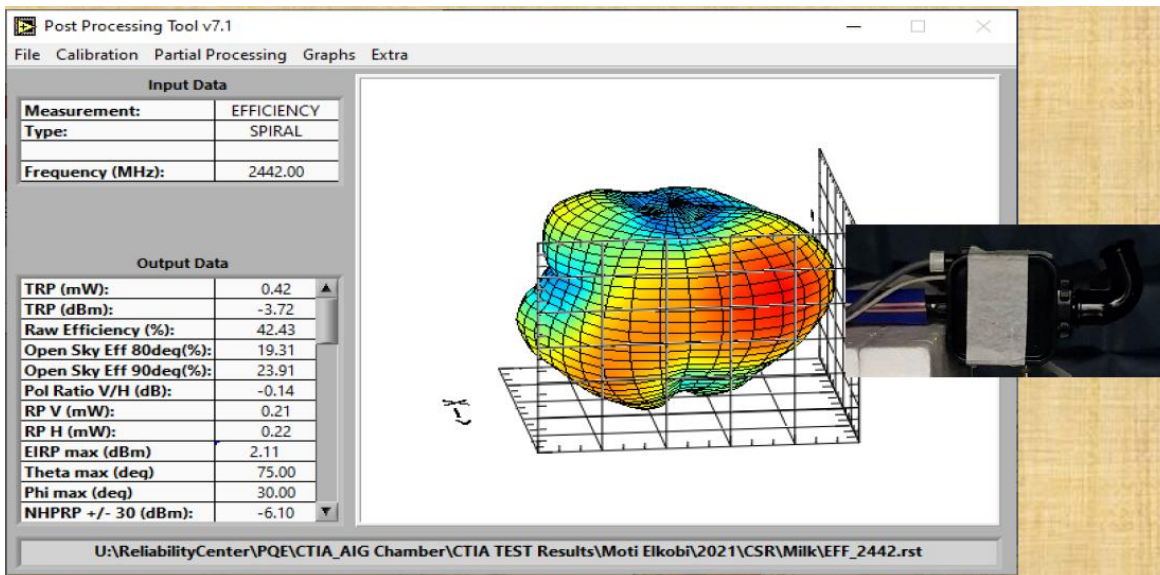 Post Processing Tool v7.1
File Calibration Partial Processing Graphs Extra
Input Data
Measurement: EFFICIENCY
Type: SPIRAL
Frequency (MHz): 2442.00
Output Data
TRP (mW): 0.42
TRP (dBm): -3.72
Raw Efficiency (%): 42.43
Open Sky Eff 80deg(%): 19.31
Open Sky Eff 90deg(%): 23.91
Pol Ratio V/H (dB): -0.14
RP V (mW): 0.21
RP H (mW): 0.22
EIRP max (dBm) 2.11
Theta max (deg) 75.00
Phi max (deg) 30.00
NHPRP +/- 30 (dBm): -6.10
U:\ReliabilityCenter\PQE\CTIA_AIG Chamber\CTIA TEST Results\Moti Elkobi\2021\CSR\Milk\EFF_2442.rst